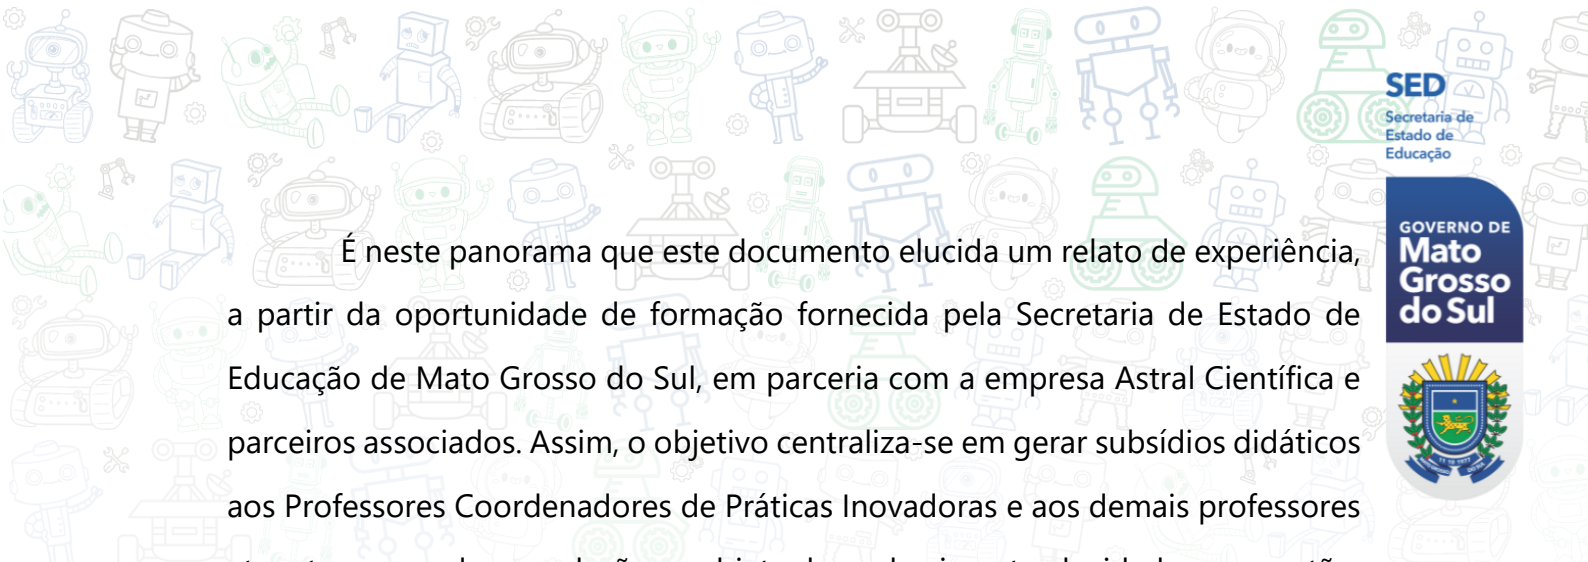 SED
Secretaria de
Estado de
Educação
GOVERNO DE
Mato
Grosso
do Sul
É neste panorama que este documento elucida um relato de experiência,
a partir da oportunidade de formação fornecida pela Secretaria de Estado de
Educação de Mato Grosso do Sul, em parceria com a empresa Astral Científica e
parceiros associados. Assim, o objetivo centraliza-se em gerar subsídios didáticos
aos Professores Coordenadores de Práticas Inovadoras e aos demais professores